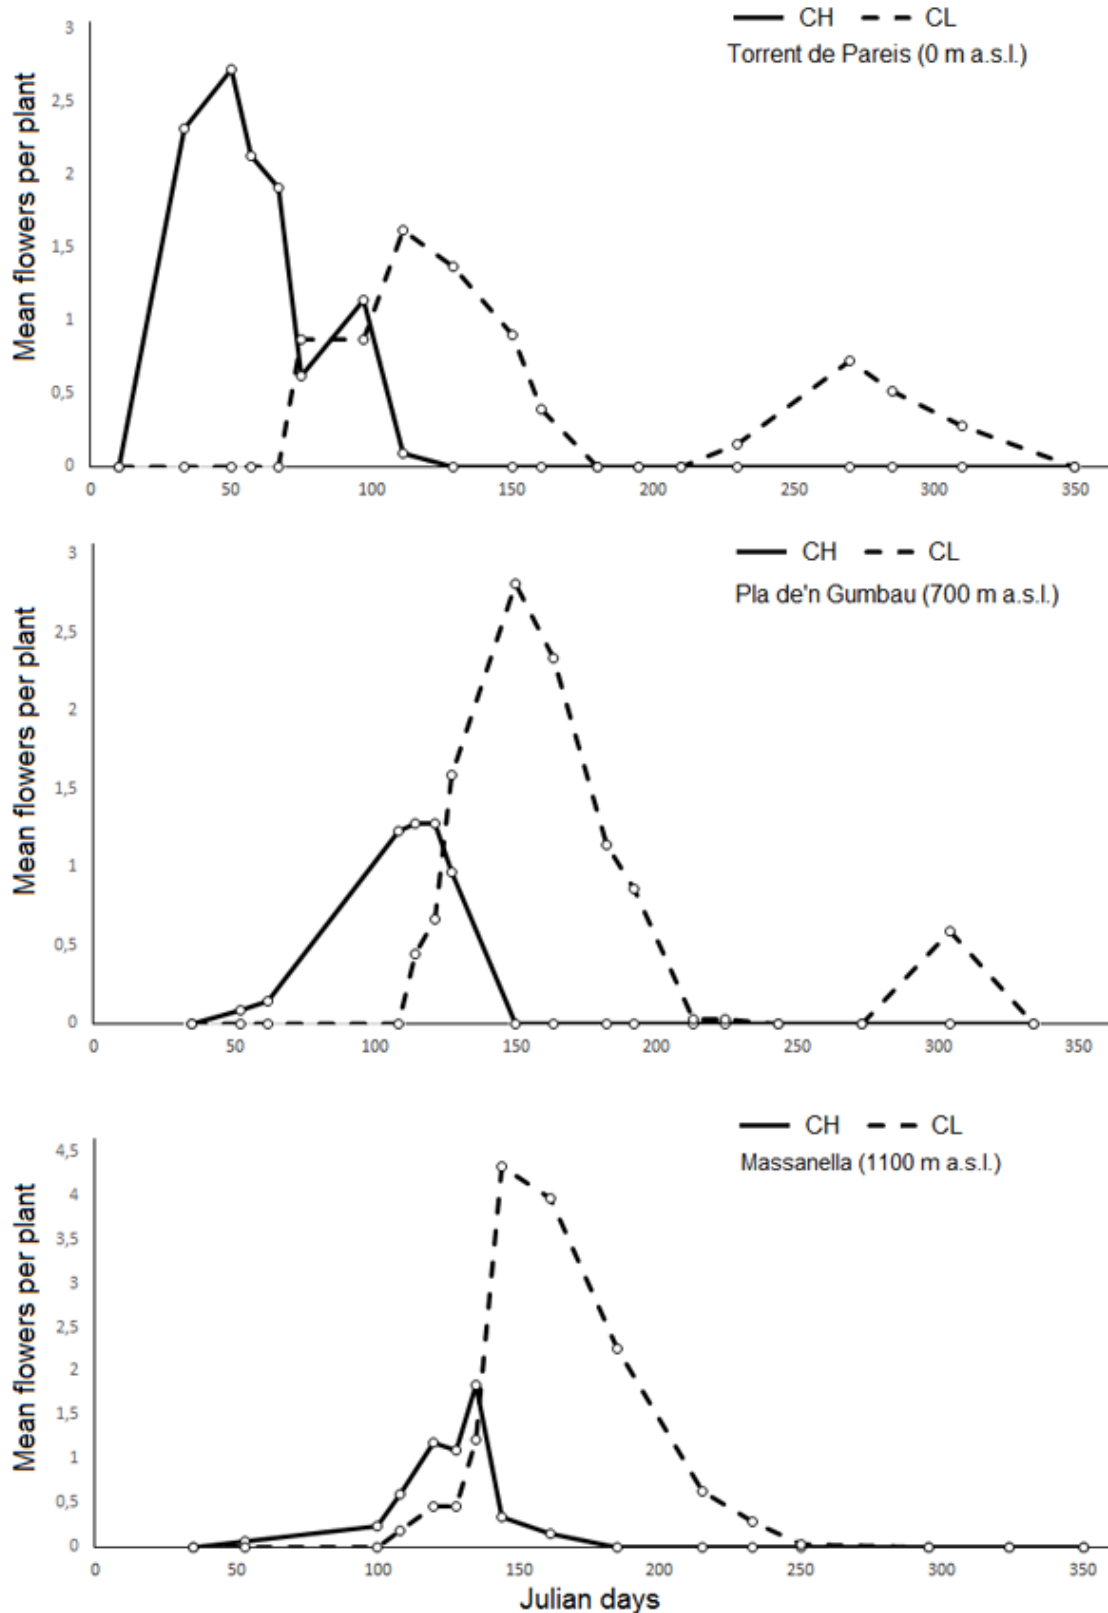 CH CL
Torrent de Pareis (0 m a.s.l.)
Mean flowers per plant
3
2,5
2
1,5
1
0,5
0
0 50 100 150 200 250 300 350
CH CL
Pla de'n Gumbau (700 m a.s.l.)
Mean flowers per plant
3
2,5
2
1,5
1
0,5
0
0 50 100 150 200 250 300 350
CH CL
Massanella (1100 m a.s.l.)
Mean flowers per plant
4,5
4
3,5
3
2,5
2
1,5
1
0,5
0
0 50 100 150 200 250 300 350
Julian days